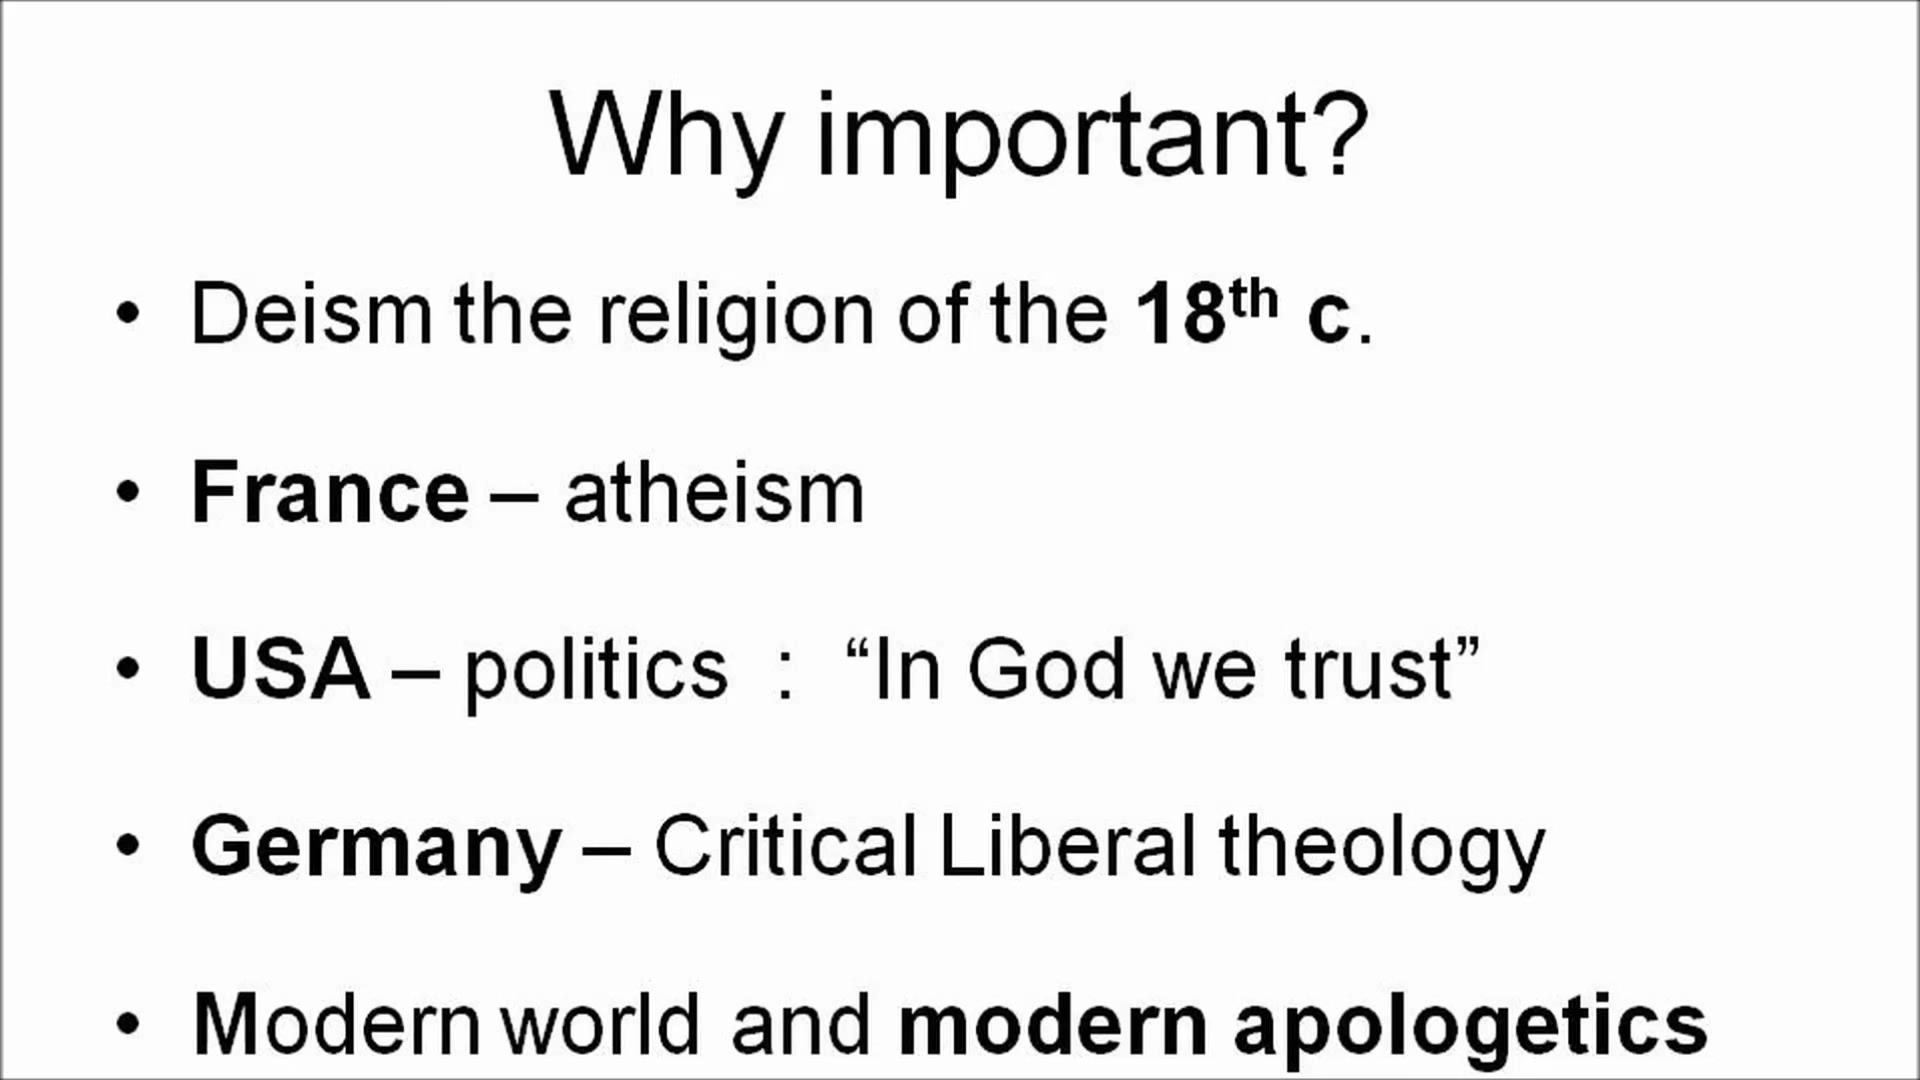 Why important?
• Deism the religion of the 18th c.
• France – atheism
• USA – politics : “In God we trust”
• Germany – Critical Liberal theology
• Modern world and modern apologetics